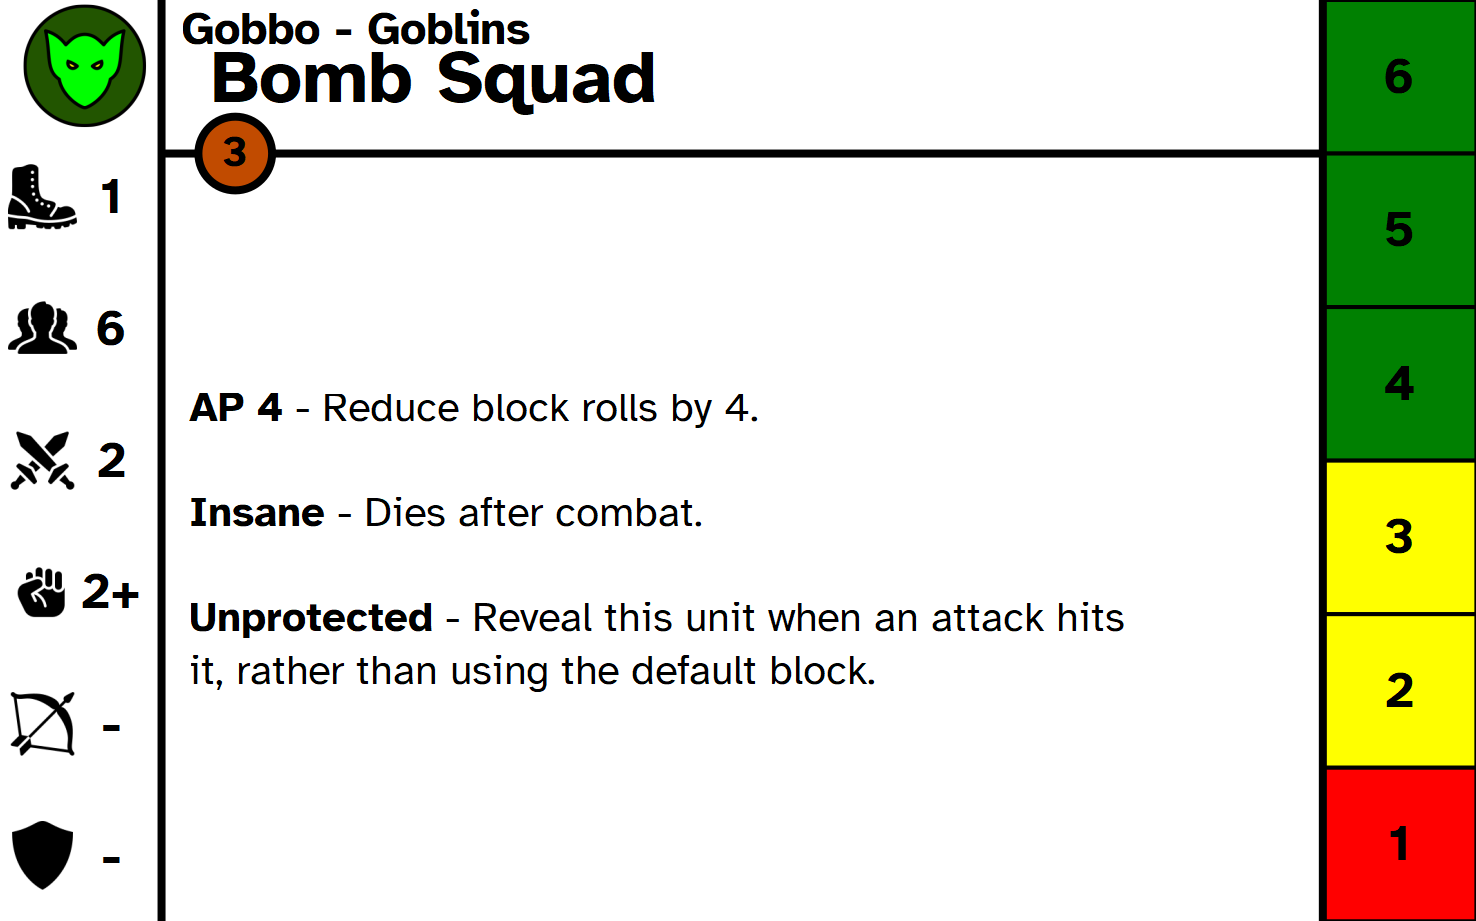 Gobbo - Goblins
Bomb Squad
3
1
6
2
2+
-
-
AP 4 - Reduce block rolls by 4.
Insane - Dies after combat.
Unprotected - Reveal this unit when an attack hits
it, rather than using the default block.
6
5
4
3
2
1